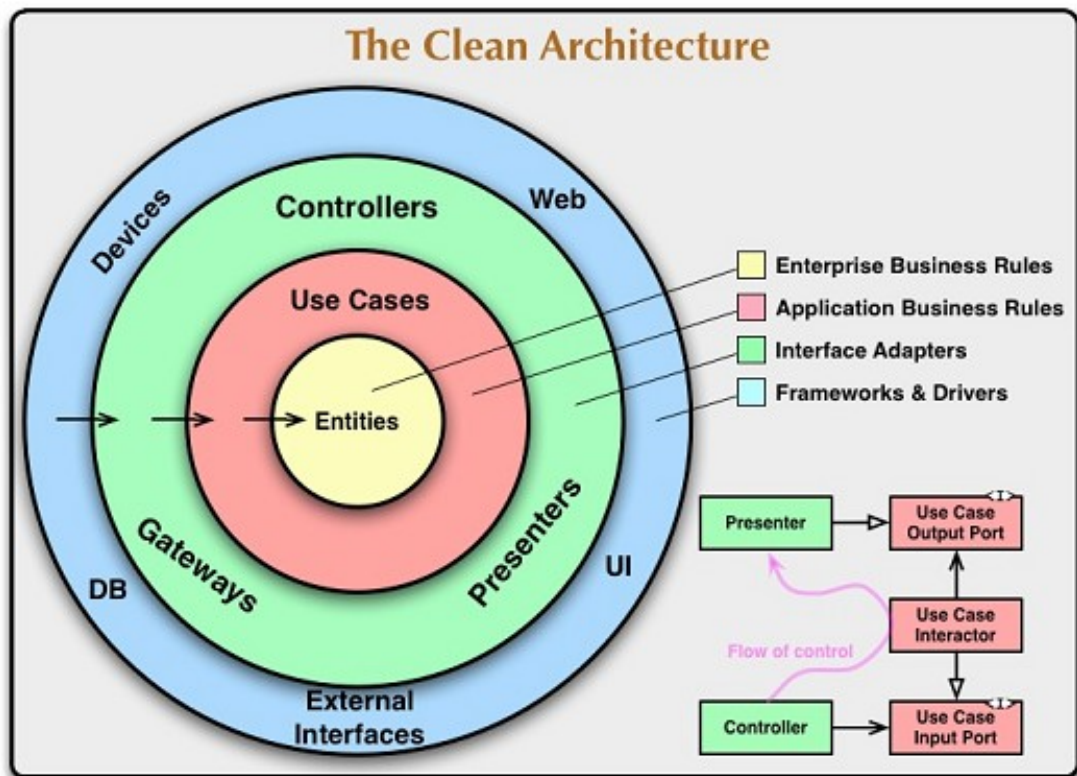 The Clean Architecture
Devices
Controllers
Web
Use Cases
Entities
Gateways
Presenters
DB
UI
External
Interfaces
Enterprise Business Rules
Application Business Rules
Interface Adapters
Frameworks & Drivers
Presenter
Use Case
Output Port
Flow of control
Use Case
Interactor
Controller
Use Case
Input Port
<I>
<I>